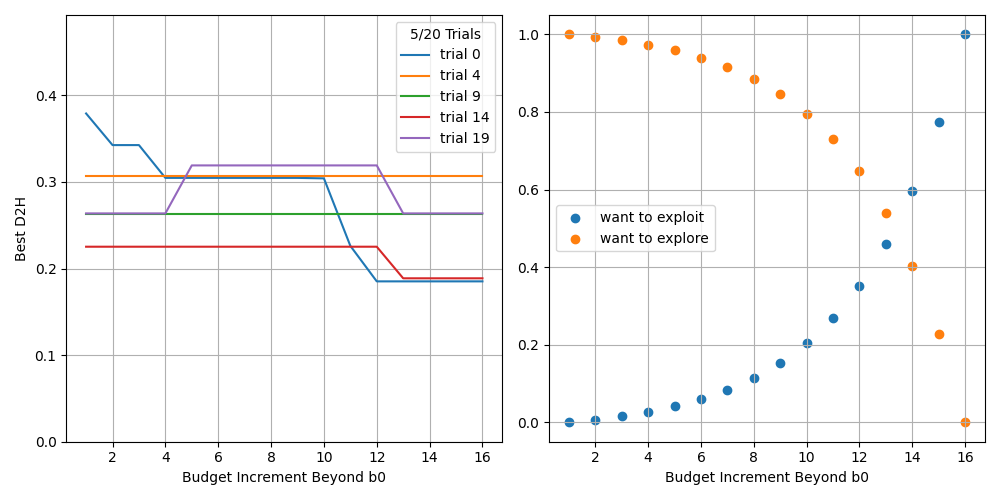 5/20 Trials
trial 0
trial 4
trial 9
trial 14
trial 19
0.4
0.3
0.2
0.1
0.0
Best D2H
2 4 6 8 10 12 14 16
Budget Increment Beyond b0
1.0
0.8
0.6
0.4
0.2
0.0
want to exploit
want to explore
2 4 6 8 10 12 14 16
Budget Increment Beyond b0